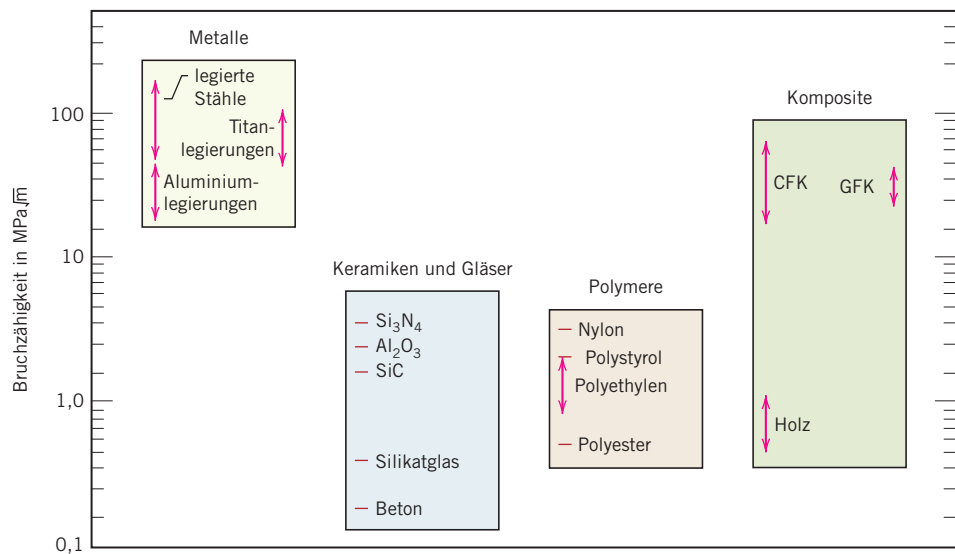 Bruchzähigkeit in MPa√m
100
10
1,0
0,1
Metalle
legierte
Stähle
Titan-
legierungen
Aluminium-
legierungen
Keramiken und Gläser
Si₃N₄
Al₂O₃
SiC
Silikatglas
Beton
Polymere
Nylon
Polystyrol
Polyethylen
Polyester
Komposite
CFK
GFK
Holz